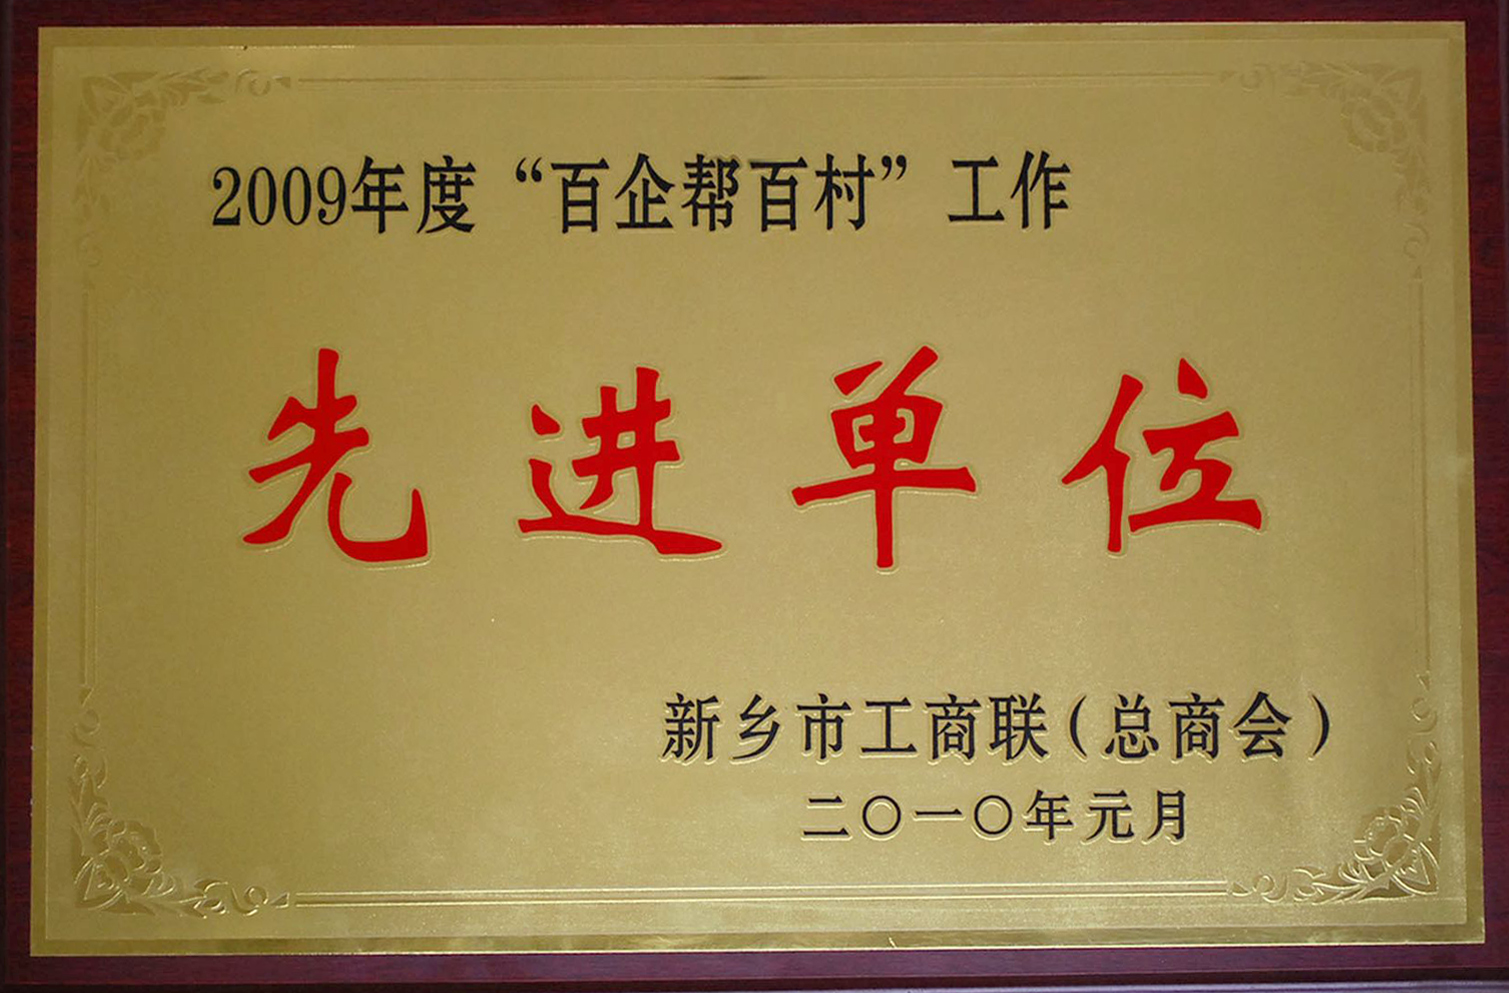 2009年度“百企帮百村”工作
先进单位
新乡市工商联(总商会)
二〇一〇年元月